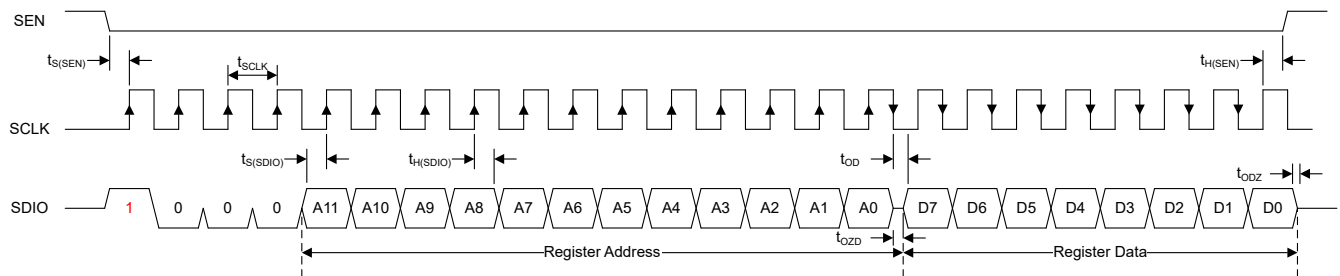 SEN
tS(SEN)
tSCLK
tH(SEN)
SCLK
tS(SDIO)
tH(SDIO)
tOD
tODZ
SDIO
1 0 0 0 A11 A10 A9 A8 A7 A6 A5 A4 A3 A2 A1 A0 D7 D6 D5 D4 D3 D2 D1 D0
tOZD
Register Address
Register Data